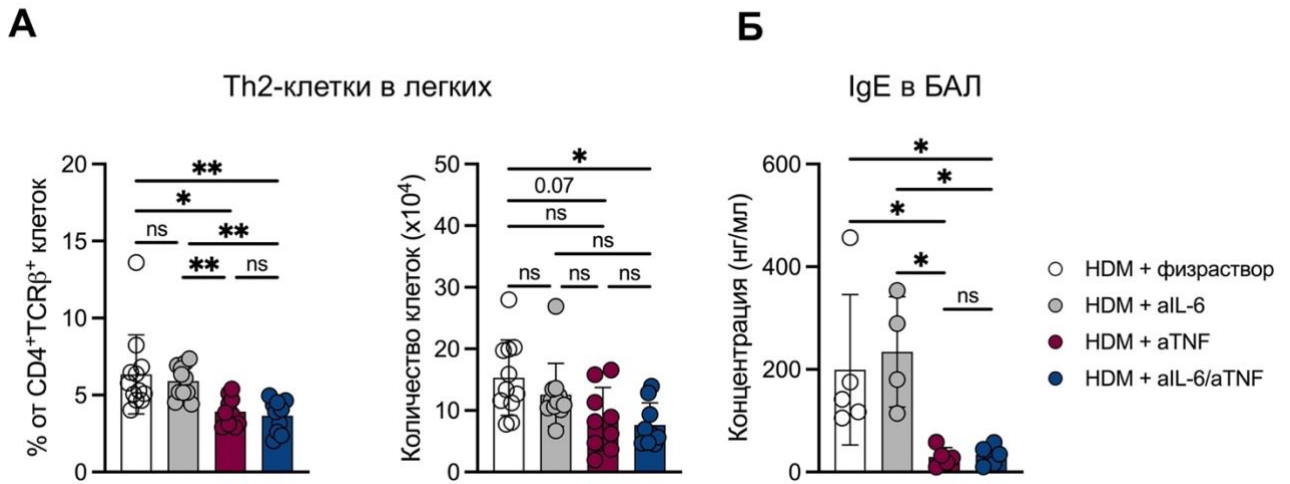 А
Б
Th2-клетки в легких
IgE в БАЛ
% от CD4+TCRβ+ клеток
20
15
10
5
0
**
*
ns
**
**
ns
Количество клеток (x10⁴)
50
40
30
20
10
0
*
0.07
ns
ns
ns
ns
ns
Концентрация (нг/мл)
600
400
200
0
*
*
*
*
ns
HDM + физраствор
HDM + aIL-6
HDM + aTNF
HDM + aIL-6/aTNF